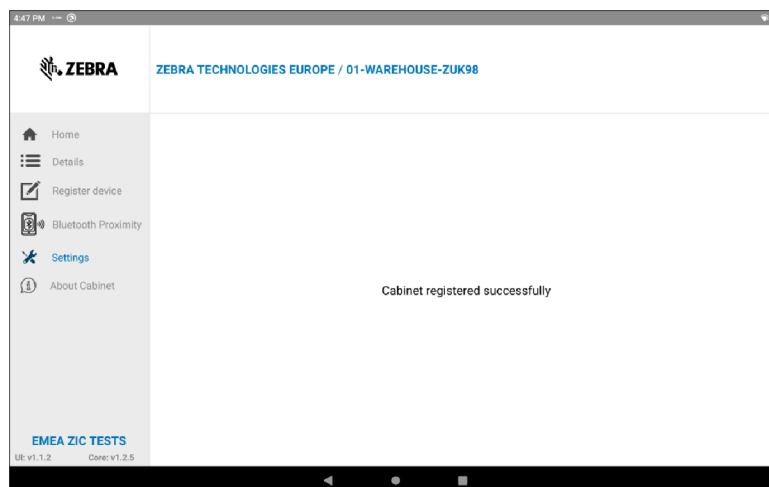 4:47 PM
ZEBRA
ZEBRA TECHNOLOGIES EUROPE / 01-WAREHOUSE-ZUK98
Home
Details
Register device
Bluetooth Proximity
Settings
About Cabinet
Cabinet registered successfully
EMEA ZIC TESTS
UI: v1.1.2 Core: v1.2.5